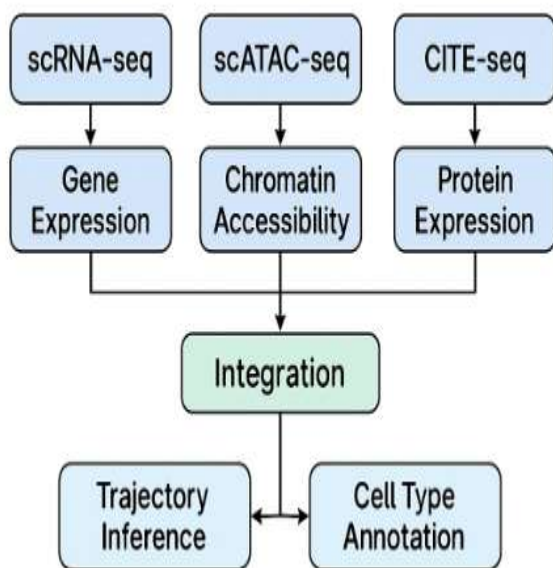 scRNA-seq
scATAC-seq
CITE-seq
Gene
Expression
Chromatin
Accessibility
Protein
Expression
Integration
Trajectory
Inference
Cell Type
Annotation